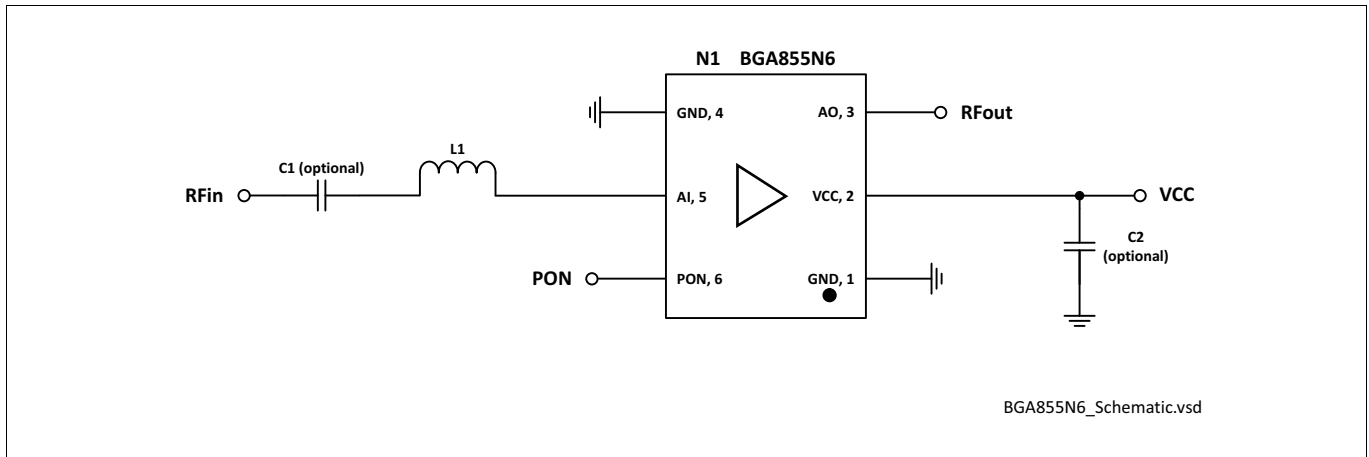 N1 BGA855N6
GND, 4
AO, 3
RFout
C1 (optional)
L1
RFin
AI, 5
VCC, 2
VCC
C2
(optional)
PON
PON, 6
GND, 1
BGA855N6_Schematic.vsd